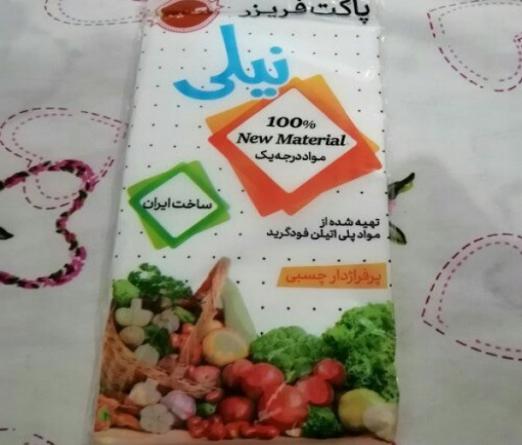 پاکت فریزر
نیلی
100%
New Material
مواد درجه یک
ساخت ایران
تهیه شده از
مواد پلی اتیلن فودگرید
پرفراژدار چسبی